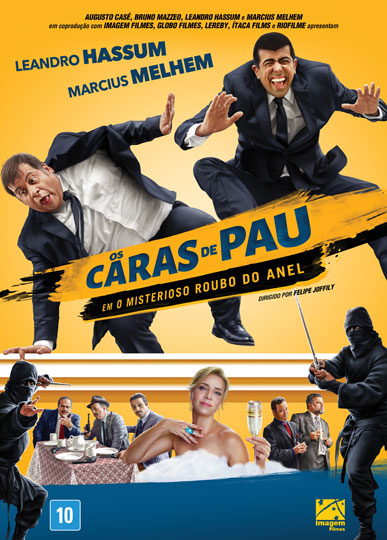 AUGUSTO CASÉ, BRUNO MAZZEO, LEANDRO HASSUM e MARCIUS MELHEM
em coprodução com IMAGEM FILMES, GLOBO FILMES, LEREBY, ÍTACA FILMS e RIOFILME apresentam
LEANDRO HASSUM
MARCIUS MELHEM
OS
CARAS DE PAU
EM O MISTERIOSO ROUBO DO ANEL
DIRIGIDO POR FELIPE JOFFILY
10
imagem
Filmes